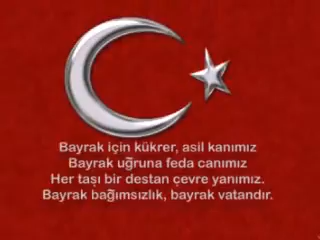 Bayrak için kükrer, asil kanımız
Bayrak uğruna feda canımız
Her taşı bir destan çevre yanımız.
Bayrak bağımsızlık, bayrak vatandır.